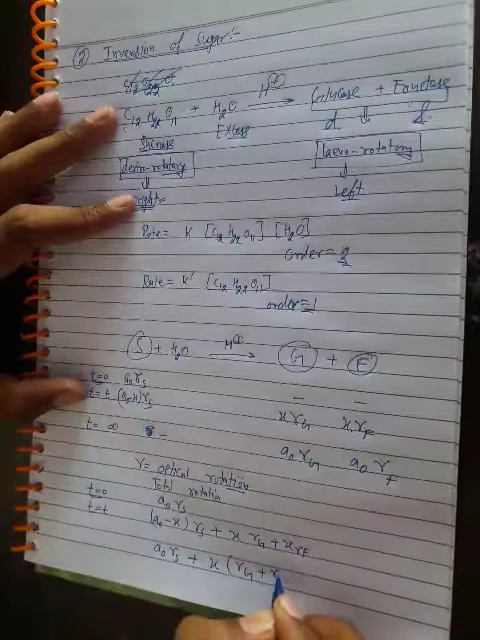 ② Inversion of Sugar:-
C12 H22 O11 + H2O H⊕ → Glucose + Fructose
Sucrose Excess d ⇓ l
dextro-rotatory laevo-rotatory
⇓ right ↓ left
Rate = K [C12 H22 O11] [H2O]
order = 2
Rate = K' [C12 H22 O11]
order = 1
S + H2O H⊕ → G + F
t=0 a0 rS – –
t=t (a0-x) rS x rG x rF
t=∞ – a0 rG a0 rF
r = optical rotation
Total rotation
t=0 a0 rS
t=t (a0-x) rS + x rG + x rF
a0 rS + x (rG + r